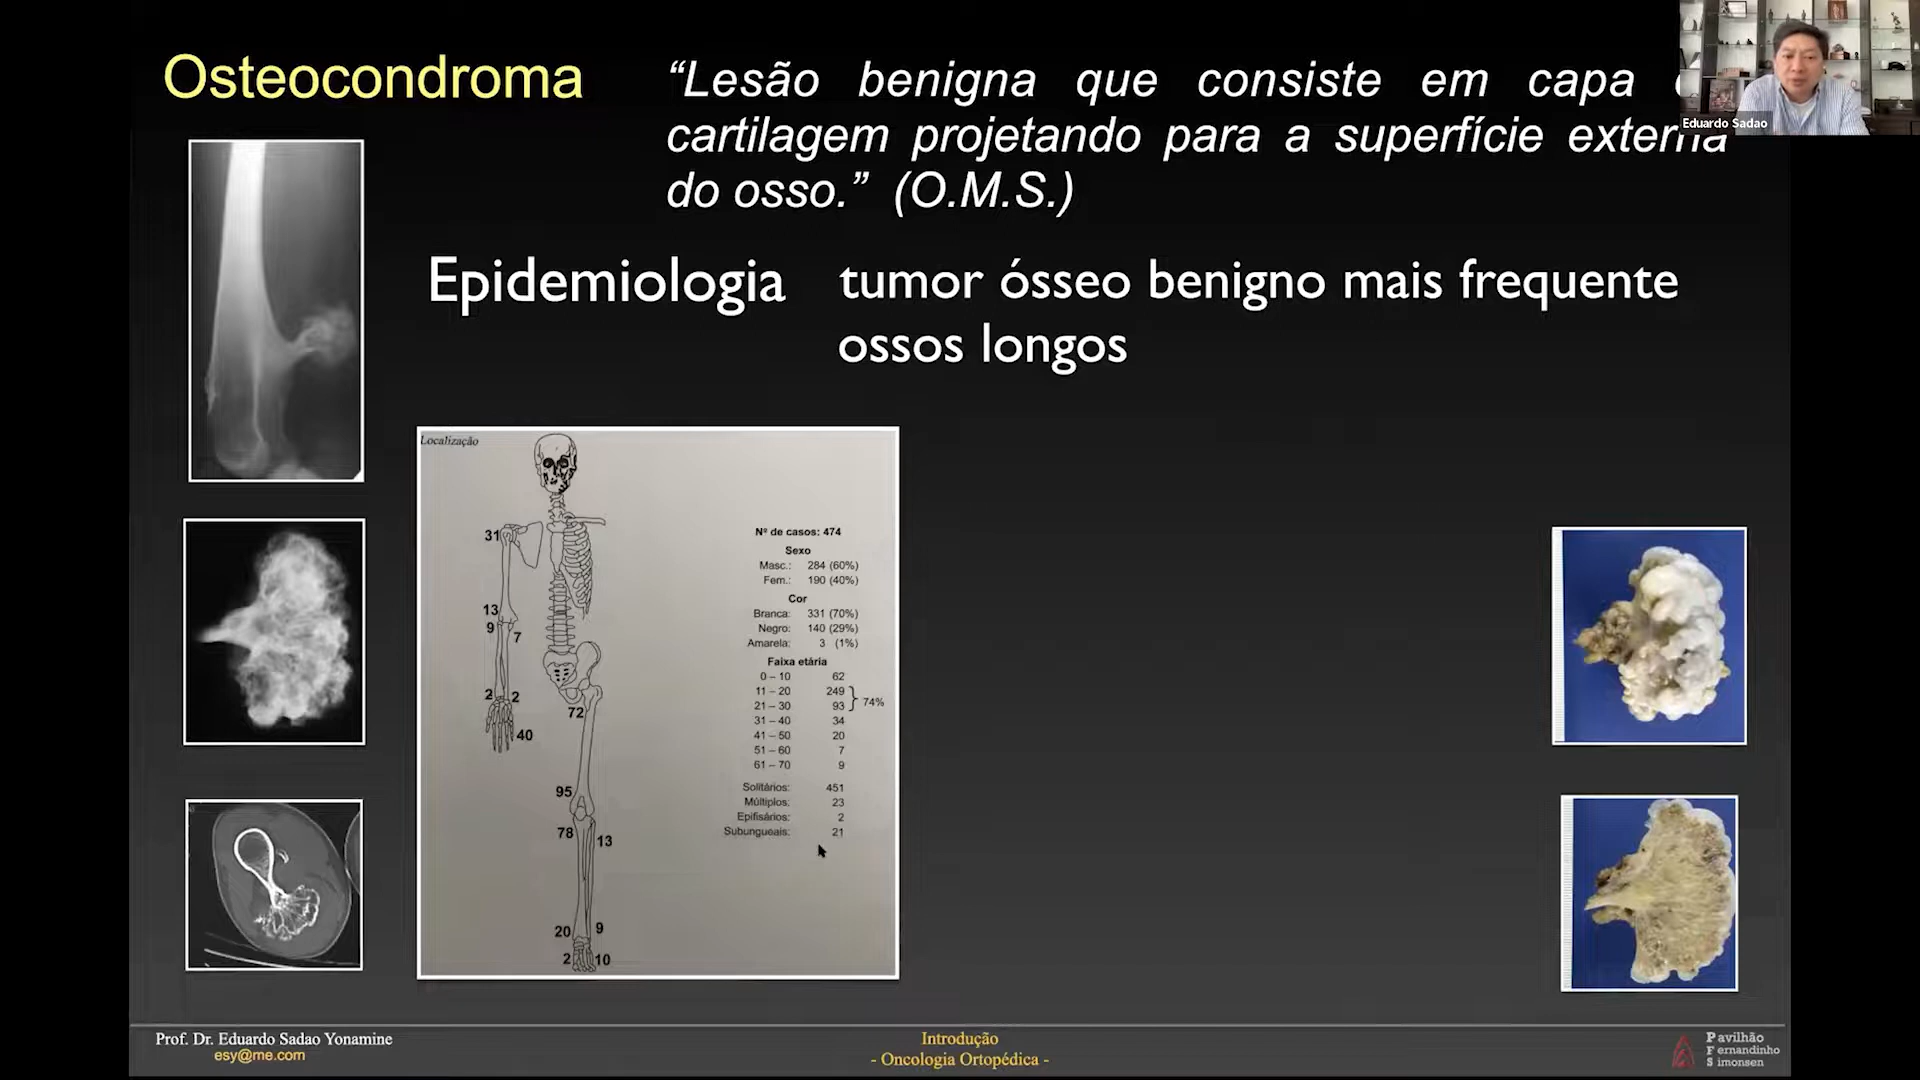 Osteocondroma
“Lesão benigna que consiste em capa
cartilagem projetando para a superfície externa
do osso.” (O.M.S.)
Eduardo Sadao
Epidemiologia tumor ósseo benigno mais frequente
ossos longos
Localização
31
13
9
7
2
2
40
72
95
78
13
20
9
2
10
Nº de casos: 474
Sexo
Masc.: 284 (60%)
Fem.: 190 (40%)
Cor
Branca: 331 (70%)
Negro: 140 (29%)
Amarela: 3 (1%)
Faixa etária
0 – 10 62
11 – 20 249
21 – 30 93
74%
31 – 40 34
41 – 50 20
51 – 60 7
61 – 70 9
Solitários: 451
Múltiplos: 23
Epifisários: 2
Subungueais: 21
Prof. Dr. Eduardo Sadao Yonamine
esy@me.com
Introdução
- Oncologia Ortopédica -
Pavilhão
Fernandinho
Simonsen